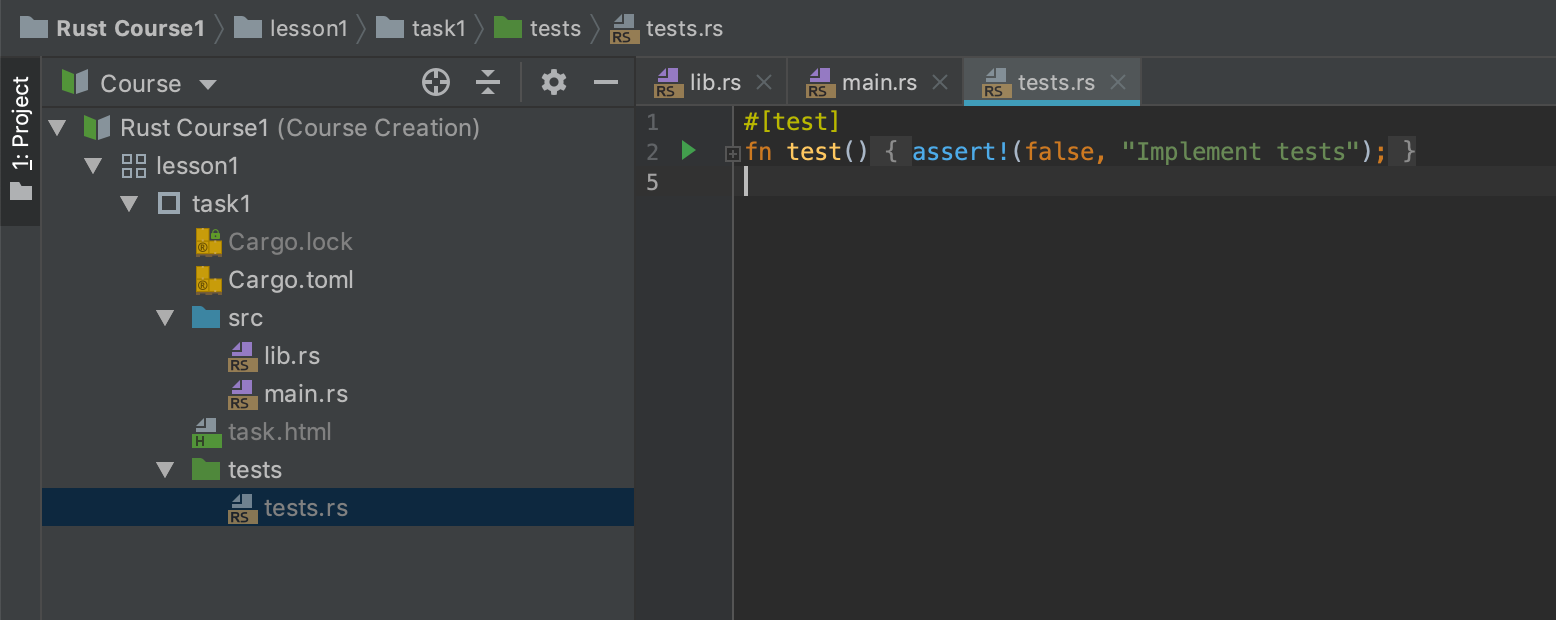 Rust Course1 lesson1 task1 tests tests.rs
1: Project
Course
Rust Course1 (Course Creation)
lesson1
task1
Cargo.lock
Cargo.toml
src
lib.rs
main.rs
task.html
tests
tests.rs
lib.rs main.rs tests.rs
1 #[test]
2 fn test() { assert!(false, "Implement tests"); }
5